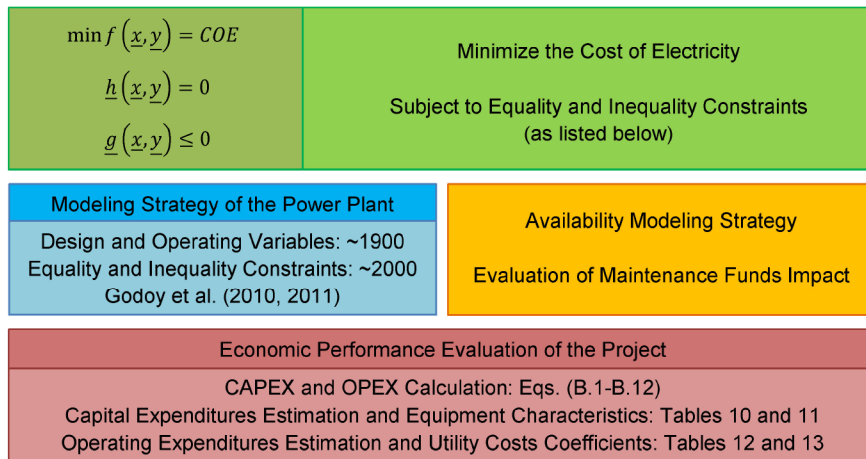 min f (x, y) = COE
h (x, y) = 0
g (x, y) ≤ 0
Minimize the Cost of Electricity
Subject to Equality and Inequality Constraints
(as listed below)
Modeling Strategy of the Power Plant
Design and Operating Variables: ~1900
Equality and Inequality Constraints: ~2000
Godoy et al. (2010, 2011)
Availability Modeling Strategy
Evaluation of Maintenance Funds Impact
Economic Performance Evaluation of the Project
CAPEX and OPEX Calculation: Eqs. (B.1-B.12)
Capital Expenditures Estimation and Equipment Characteristics: Tables 10 and 11
Operating Expenditures Estimation and Utility Costs Coefficients: Tables 12 and 13